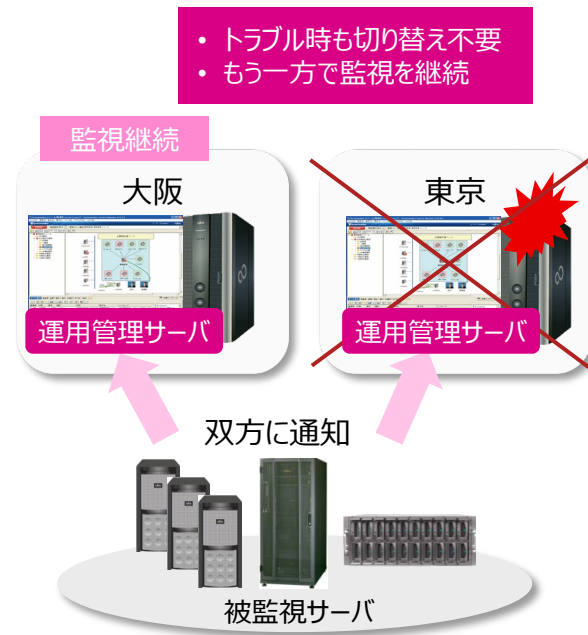 • トラブル時も切り替え不要
• もう一方で監視を継続
監視継続
大阪
東京
運用管理サーバ
運用管理サーバ
双方に通知
被監視サーバ